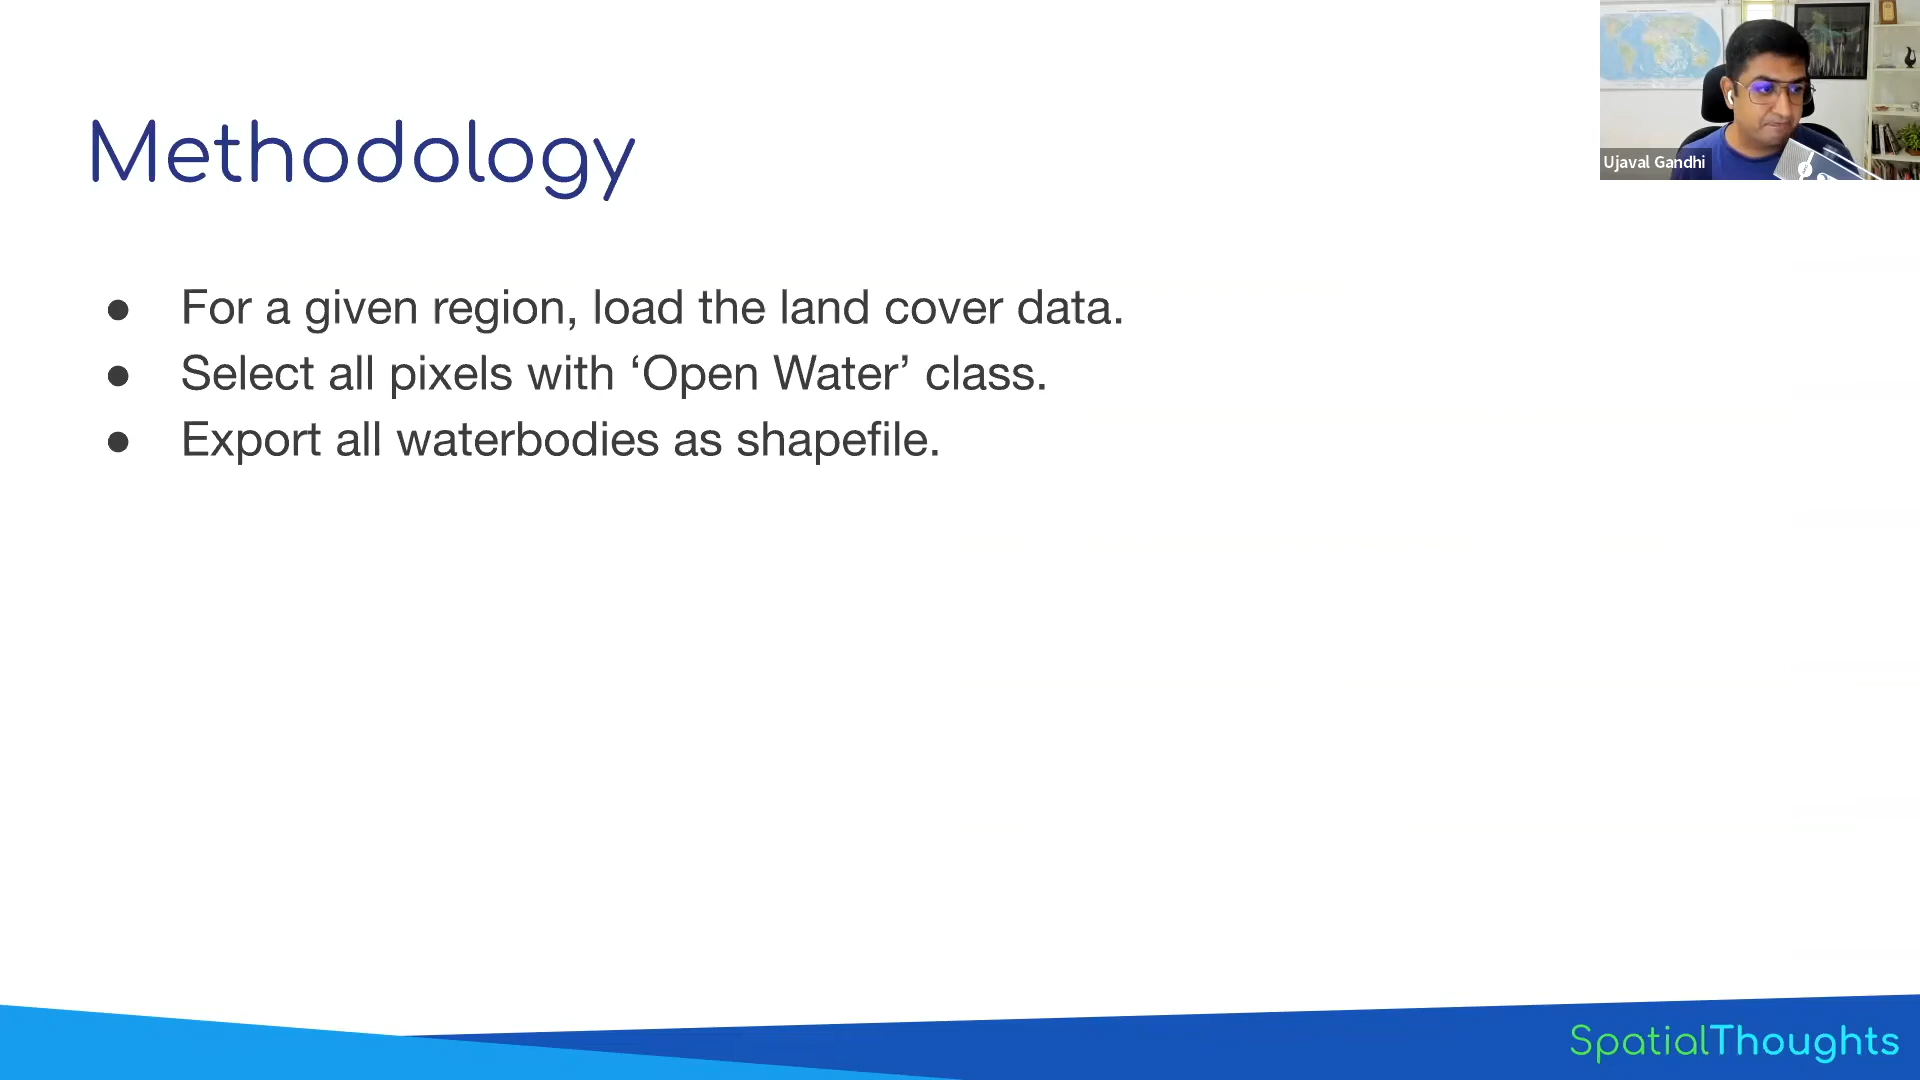 Methodology
● For a given region, load the land cover data.
● Select all pixels with ‘Open Water’ class.
● Export all waterbodies as shapefile.
Ujaval Gandhi
SpatialThoughts